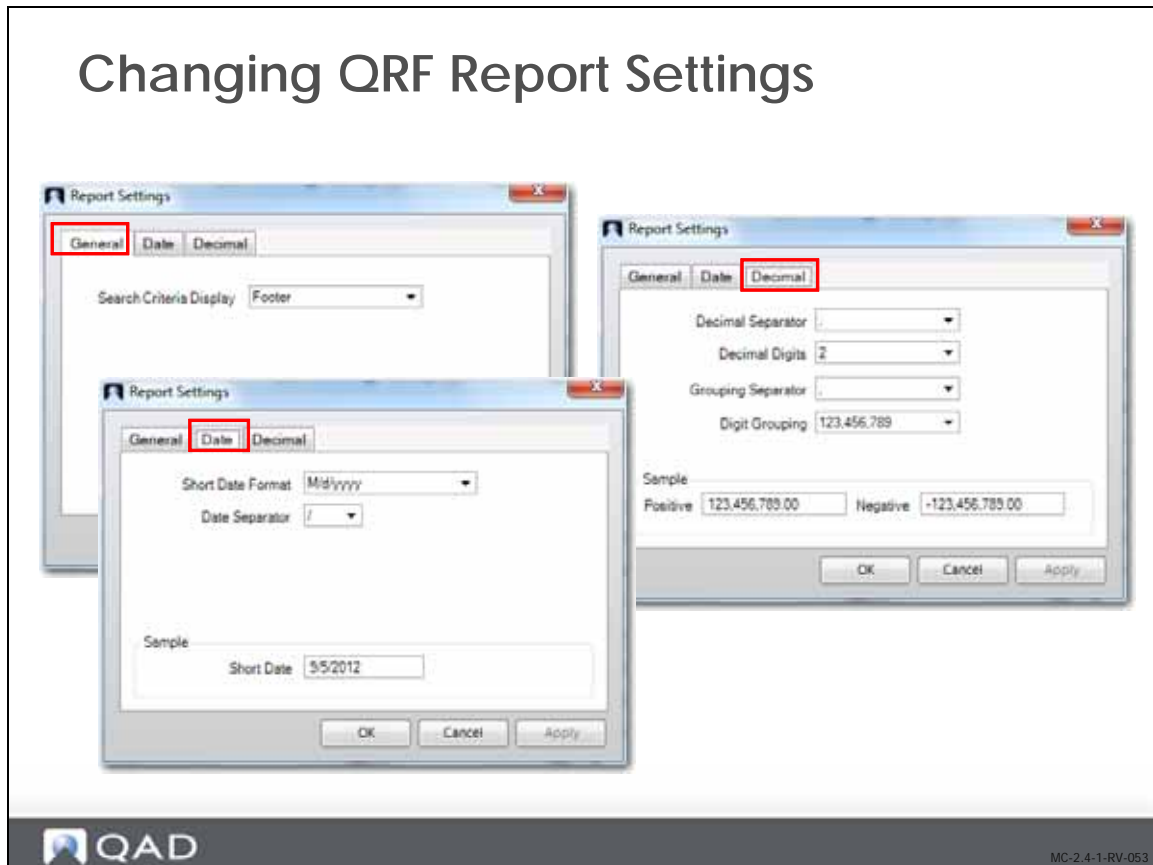 Changing QRF Report Settings
Report Settings
General Date Decimal
Search Criteria Display Footer
Report Settings
General Date Decimal
Short Date Format M/d/yyyy
Date Separator /
Sample
Short Date 9/5/2012
OK Cancel Apply
Report Settings
General Date Decimal
Decimal Separator .
Decimal Digits 2
Grouping Separator ,
Digit Grouping 123,456,789
Sample
Positive 123,456,789.00 Negative -123,456,789.00
OK Cancel Apply
QAD
MC-2.4-1-RV-053